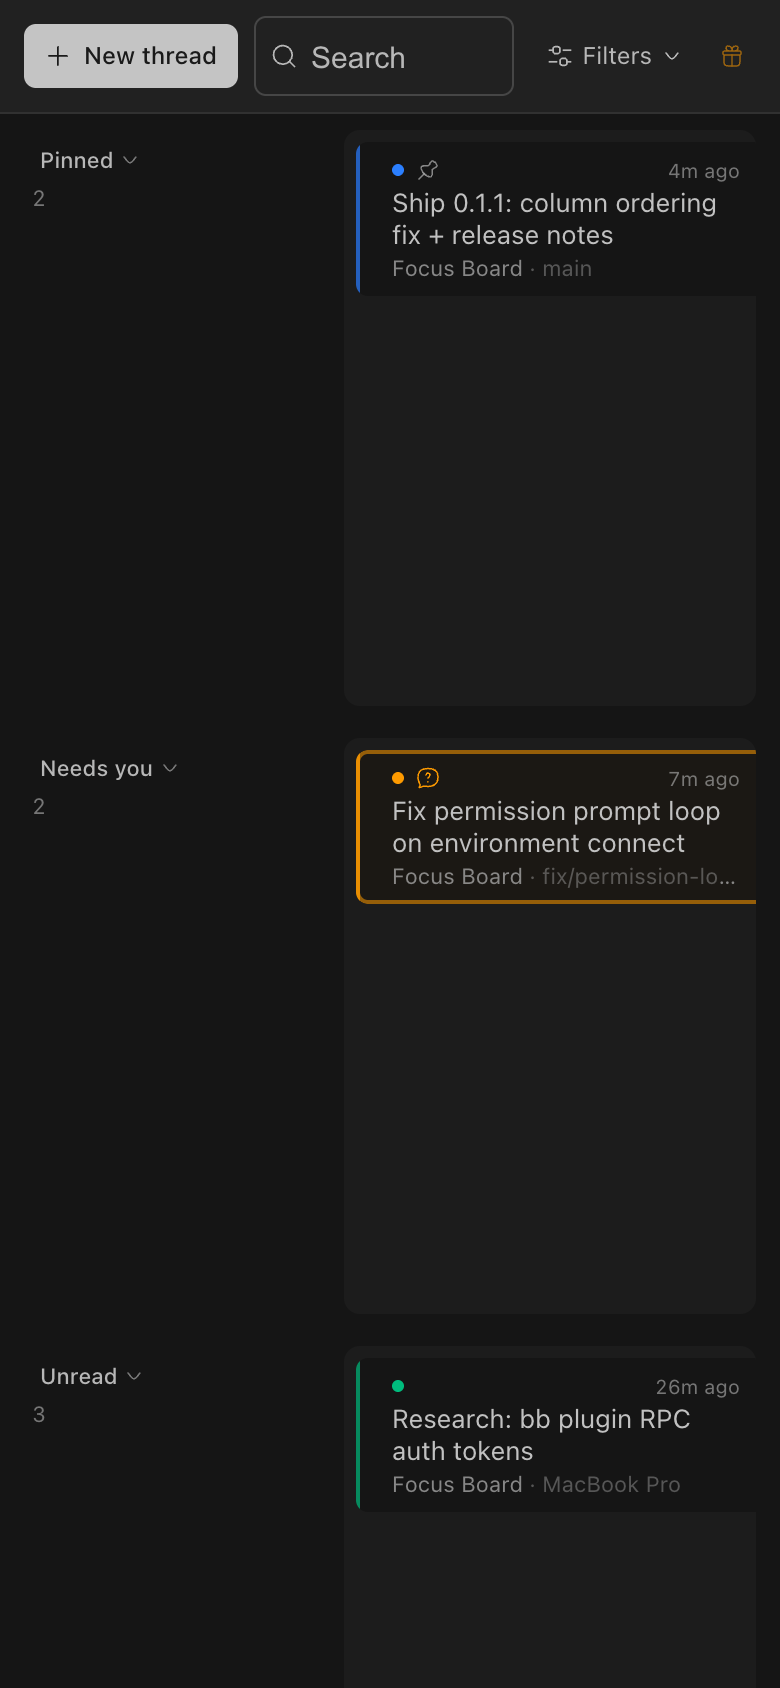 New thread
Search
Filters
Pinned
2
4m ago
Ship 0.1.1: column ordering
fix + release notes
Focus Board · main
Needs you
2
7m ago
Fix permission prompt loop
on environment connect
Focus Board · fix/permission-lo...
Unread
3
26m ago
Research: bb plugin RPC
auth tokens
Focus Board · MacBook Pro